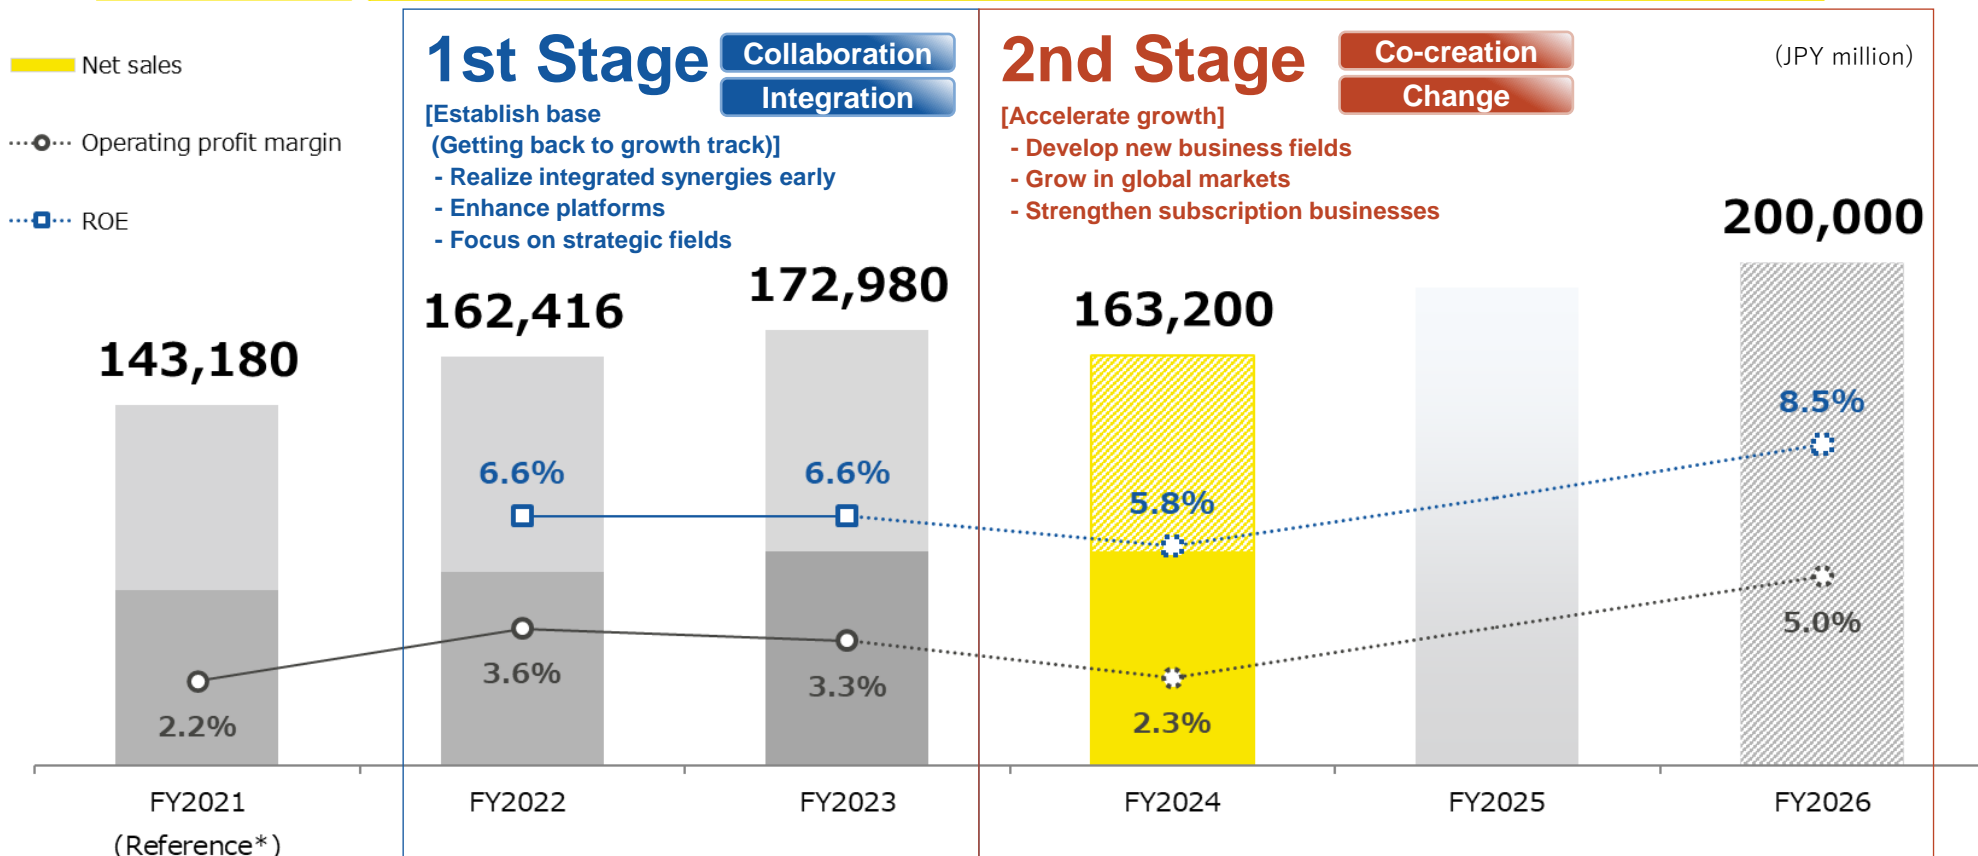 Net sales
Operating profit margin
ROE
1st Stage
Collaboration
Integration
[Establish base
(Getting back to growth track)]
- Realize integrated synergies early
- Enhance platforms
- Focus on strategic fields
2nd Stage
Co-creation
Change
[Accelerate growth]
- Develop new business fields
- Grow in global markets
- Strengthen subscription businesses
(JPY million)
143,180
162,416
172,980
163,200
200,000
6.6%
6.6%
5.8%
8.5%
2.2%
3.6%
3.3%
2.3%
5.0%
FY2021
(Reference*)
FY2022
FY2023
FY2024
FY2025
FY2026